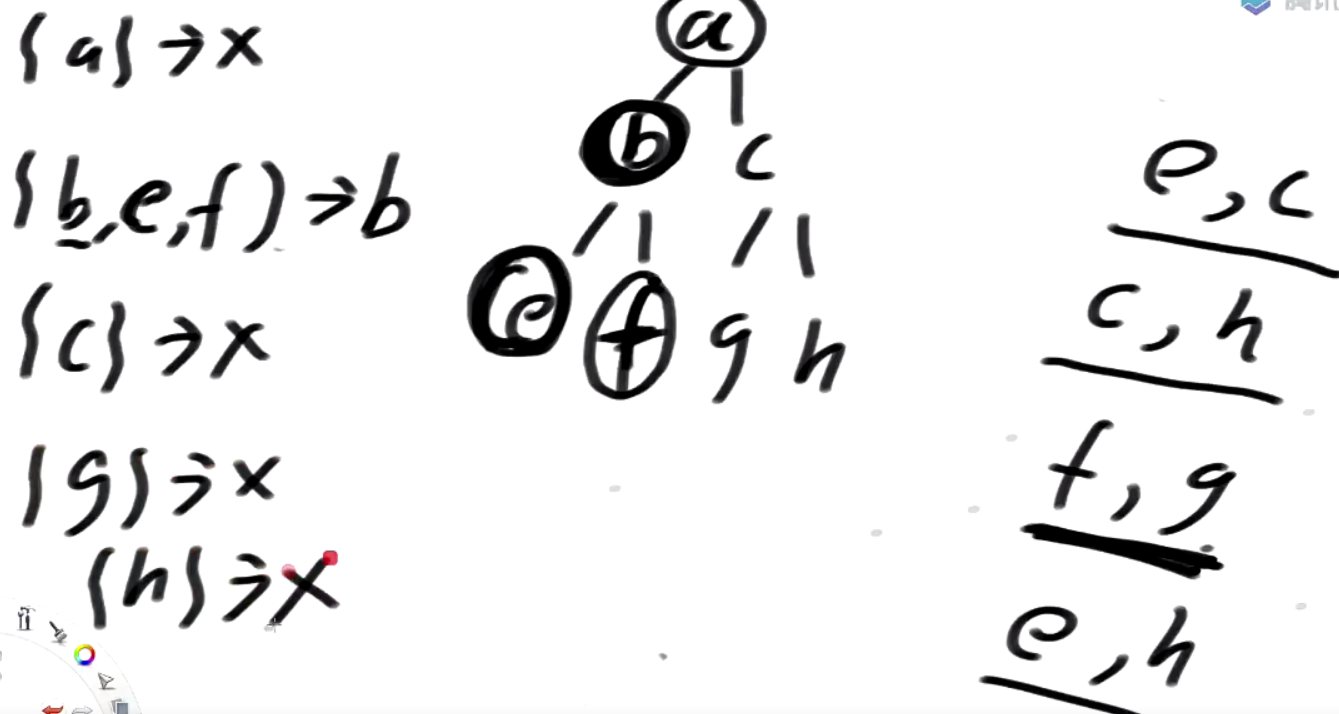 {a}→x
{b,e,f}→b
{c}→x
{g}→x
{h}→x
a
b c
e f g h
e,c
c,h
f,g
e,h